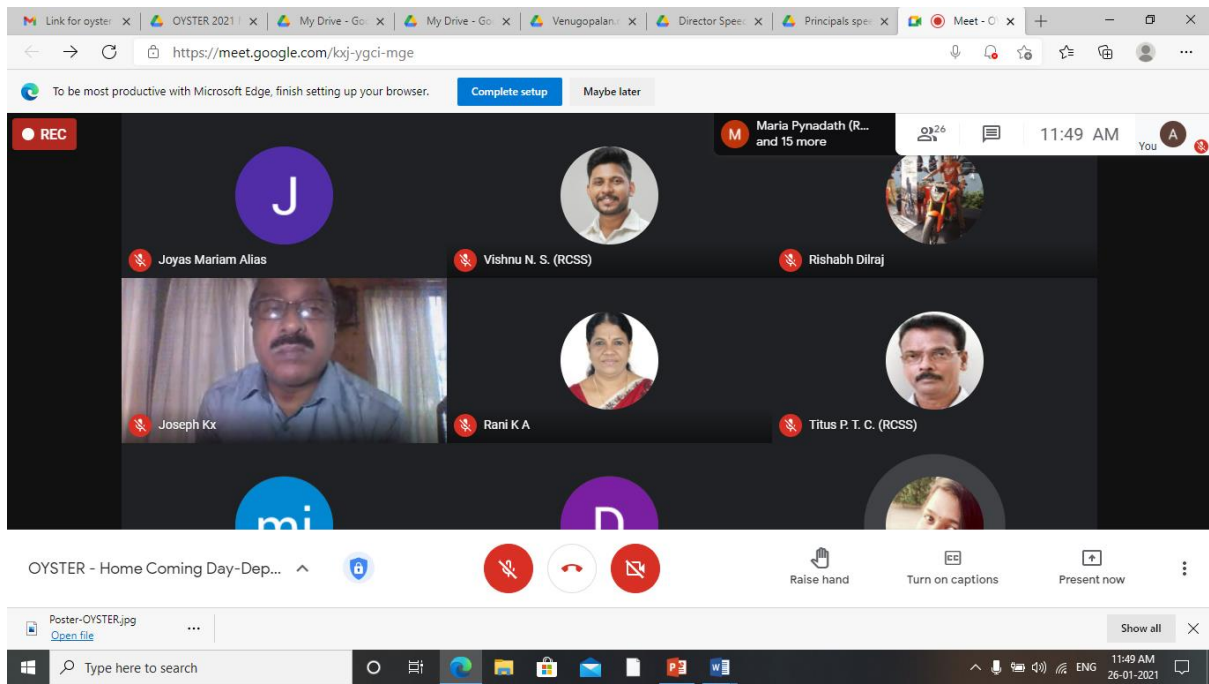 Link for oyster
OYSTER 2021
My Drive - Go
My Drive - Go
Venugopalan.
Director Speec
Principals spee
Meet - O
https://meet.google.com/kxj-ygci-mge
To be most productive with Microsoft Edge, finish setting up your browser.
Complete setup
Maybe later
REC
M
Maria Pynadath (R...
and 15 more
26
11:49 AM
You
A
J
Joyas Mariam Alias
Vishnu N. S. (RCSS)
Rishabh Dilraj
Joseph Kx
Rani K A
Titus P. T. C. (RCSS)
mi
D
OYSTER - Home Coming Day-Dep...
Raise hand
CC
Turn on captions
Present now
Poster-OYSTER.jpg
Open file
Show all
Type here to search
ENG
11:49 AM
26-01-2021